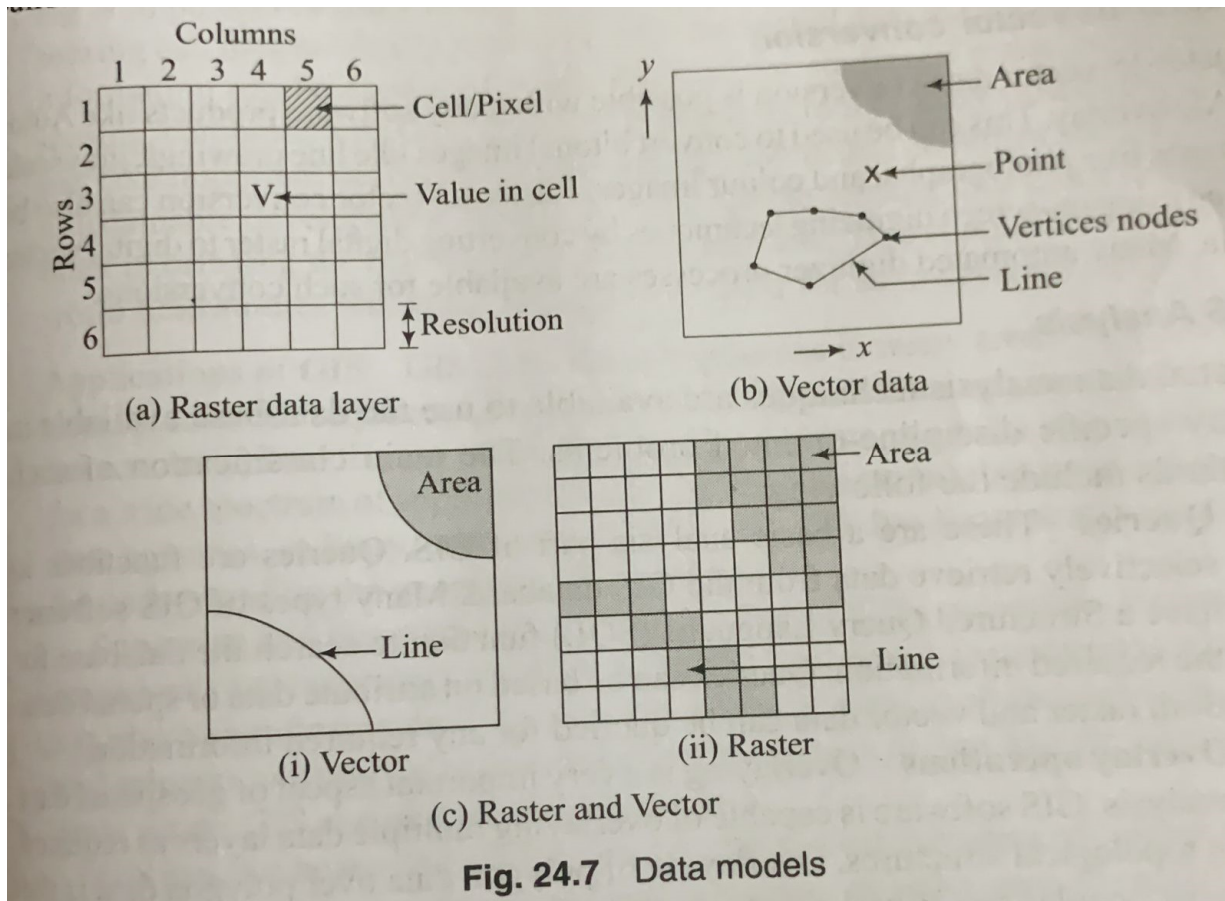 Columns
1 2 3 4 5 6
1
2
3
4
5
6
Rows
Cell/Pixel
V
Value in cell
Resolution
(a) Raster data layer
y
Area
X
Point
Vertices nodes
Line
x
(b) Vector data
Area
Line
(i) Vector
Area
Line
(ii) Raster
(c) Raster and Vector
Fig. 24.7 Data models